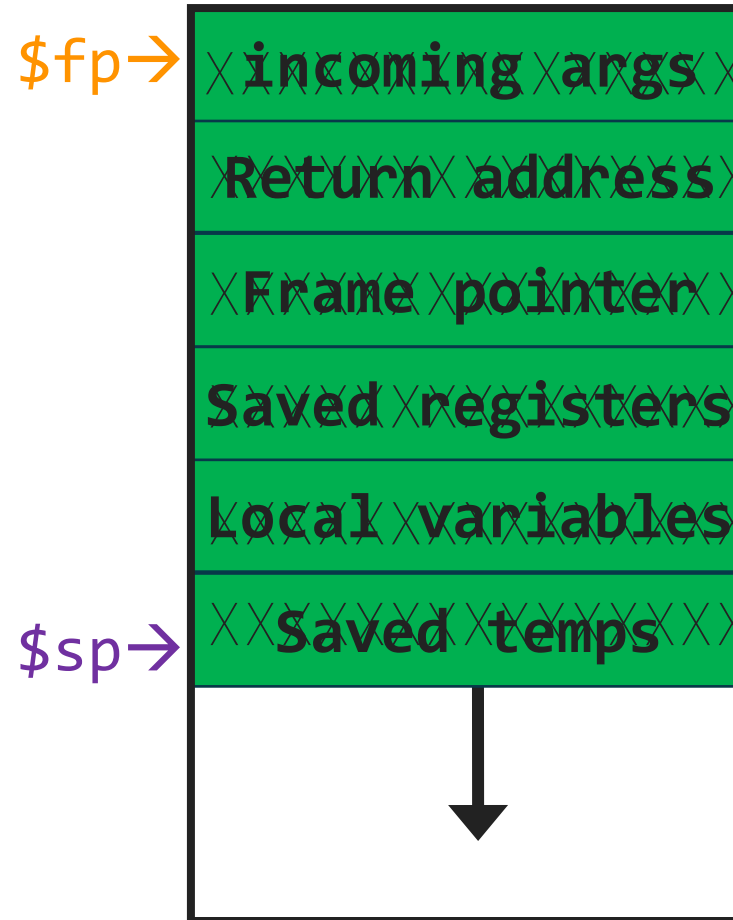 $fp→ incoming args
Return address
Frame pointer
Saved registers
Local variables
$sp→ Saved temps